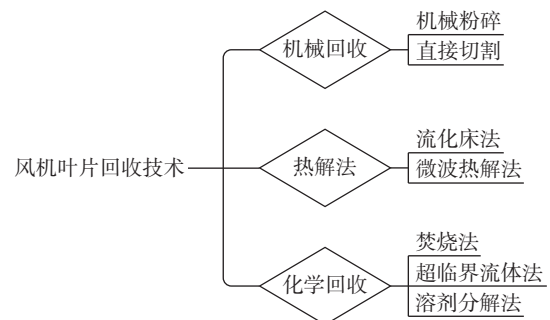 机械粉碎
机械回收
直接切割
流化床法
风机叶片回收技术
热解法
微波热解法
焚烧法
化学回收
超临界流体法
溶剂分解法